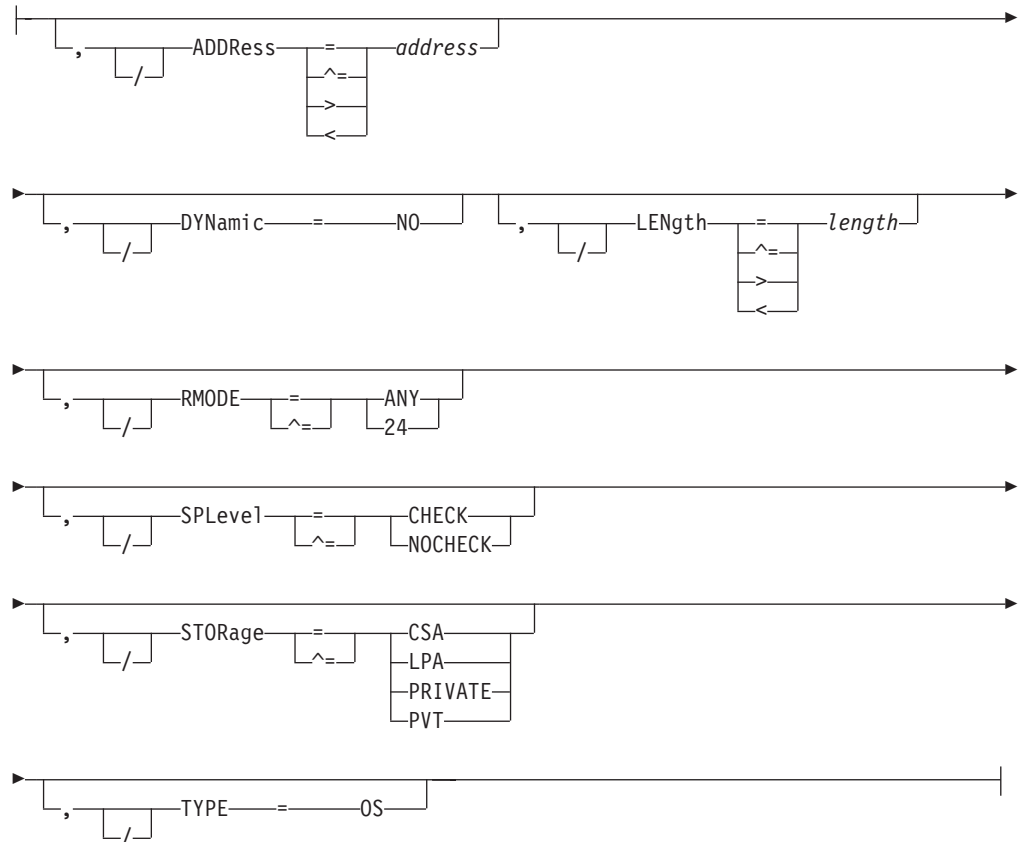 , / ADDRess = address
^=
>
<
, / DYNamic = NO , / LENgth = length
^=
>
<
, / RMODE = ANY
^= 24
, / SPLevel = CHECK
^= NOCHECK
, / STORage = CSA
^= LPA
PRIVATE
PVT
, / TYPE = OS